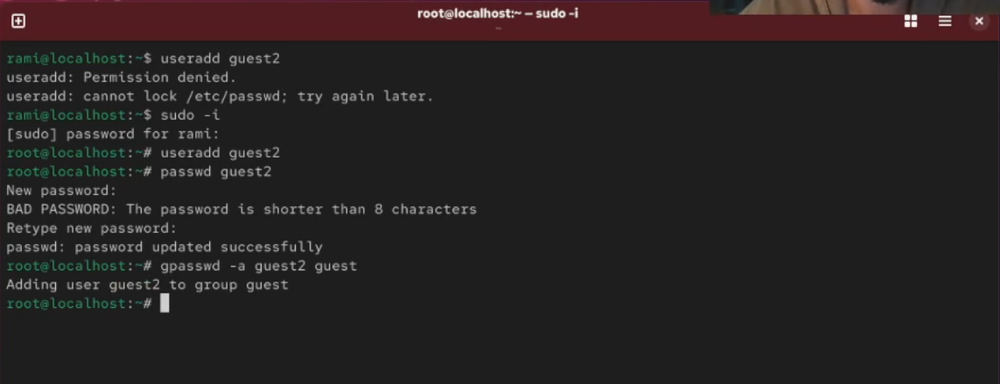 root@localhost:~ — sudo -i
~
rami@localhost:~$ useradd guest2
useradd: Permission denied.
useradd: cannot lock /etc/passwd; try again later.
rami@localhost:~$ sudo -i
[sudo] password for rami:
root@localhost:~# useradd guest2
root@localhost:~# passwd guest2
New password:
BAD PASSWORD: The password is shorter than 8 characters
Retype new password:
passwd: password updated successfully
root@localhost:~# gpasswd -a guest2 guest
Adding user guest2 to group guest
root@localhost:~#